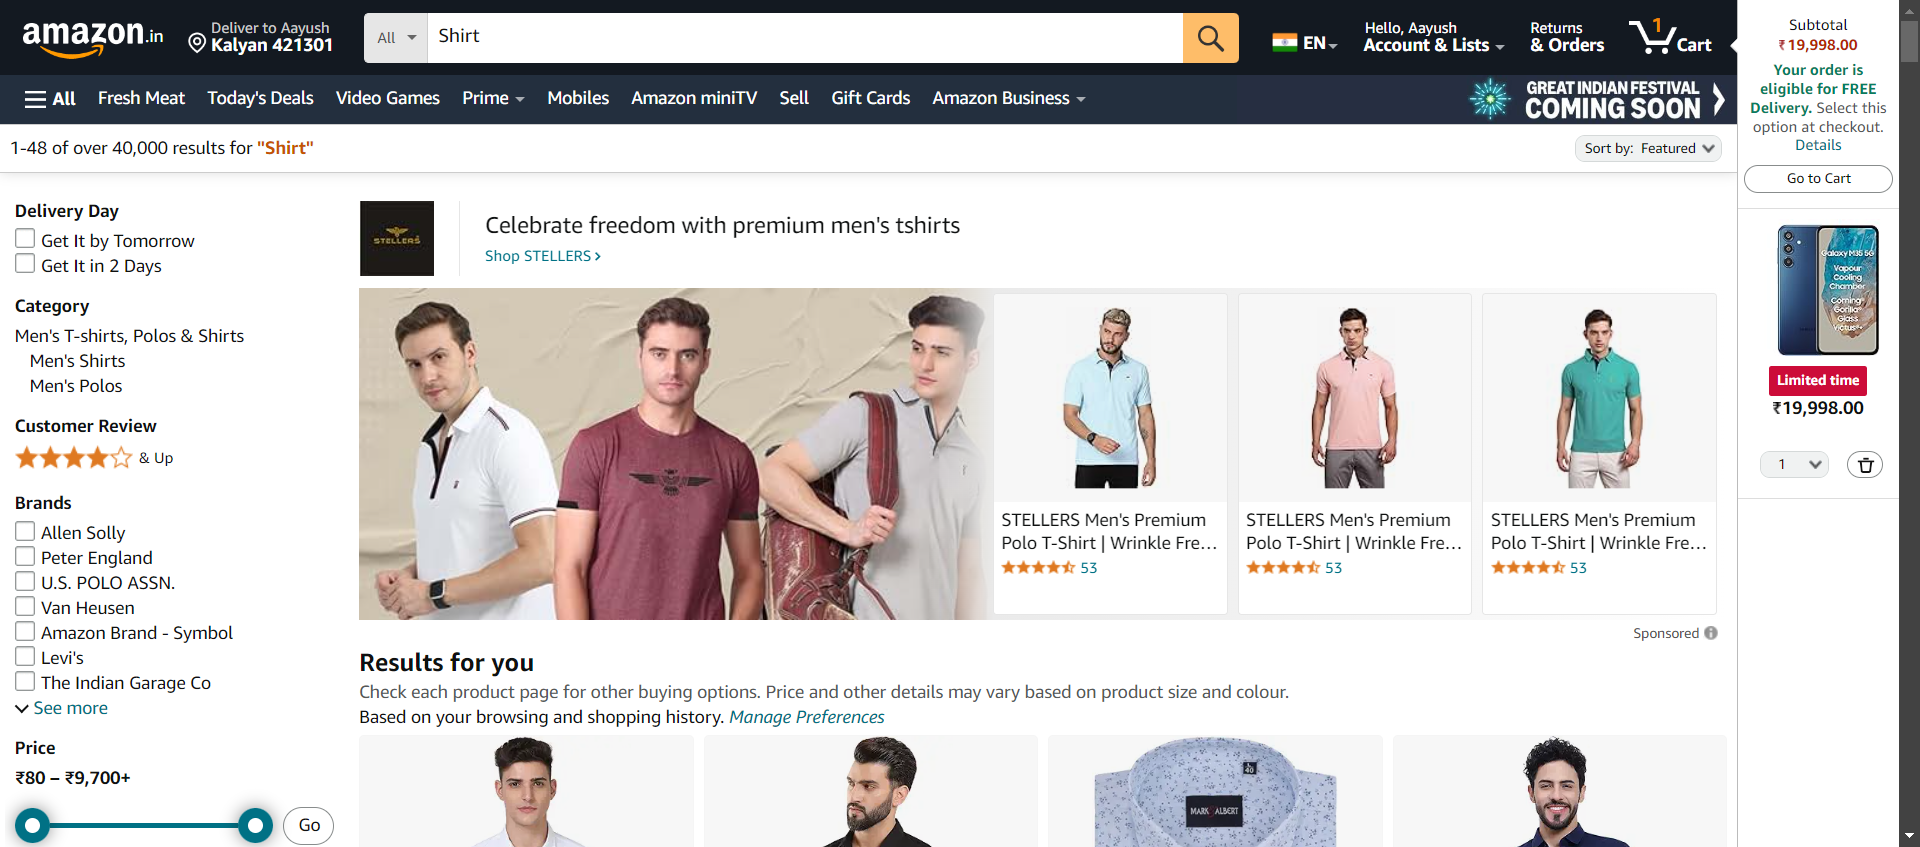 amazon.in
Deliver to Aayush
Kalyan 421301
All
Shirt
EN
Hello, Aayush
Account & Lists
Returns
& Orders
1
Cart
All
Fresh Meat
Today's Deals
Video Games
Prime
Mobiles
Amazon miniTV
Sell
Gift Cards
Amazon Business
GREAT INDIAN FESTIVAL
COMING SOON
1-48 of over 40,000 results for "Shirt"
Sort by: Featured
Delivery Day
Get It by Tomorrow
Get It in 2 Days
Category
Men's T-shirts, Polos & Shirts
Men's Shirts
Men's Polos
Customer Review
& Up
Brands
Allen Solly
Peter England
U.S. POLO ASSN.
Van Heusen
Amazon Brand - Symbol
Levi's
The Indian Garage Co
See more
Price
₹80 – ₹9,700+
Go
STELLERS
Celebrate freedom with premium men's tshirts
Shop STELLERS ›
STELLERS Men's Premium
Polo T-Shirt | Wrinkle Fre...
53
STELLERS Men's Premium
Polo T-Shirt | Wrinkle Fre...
53
STELLERS Men's Premium
Polo T-Shirt | Wrinkle Fre...
53
Sponsored
Results for you
Check each product page for other buying options. Price and other details may vary based on product size and colour.
Based on your browsing and shopping history. Manage Preferences
L
40
MARK ALBERT
Subtotal
₹19,998.00
Your order is
eligible for FREE
Delivery. Select this
option at checkout.
Details
Go to Cart
Galaxy M35 5G
Vapour
Cooling
Chamber
Corning
Gorilla
Glass
Victus+
Limited time
₹19,998.00
1